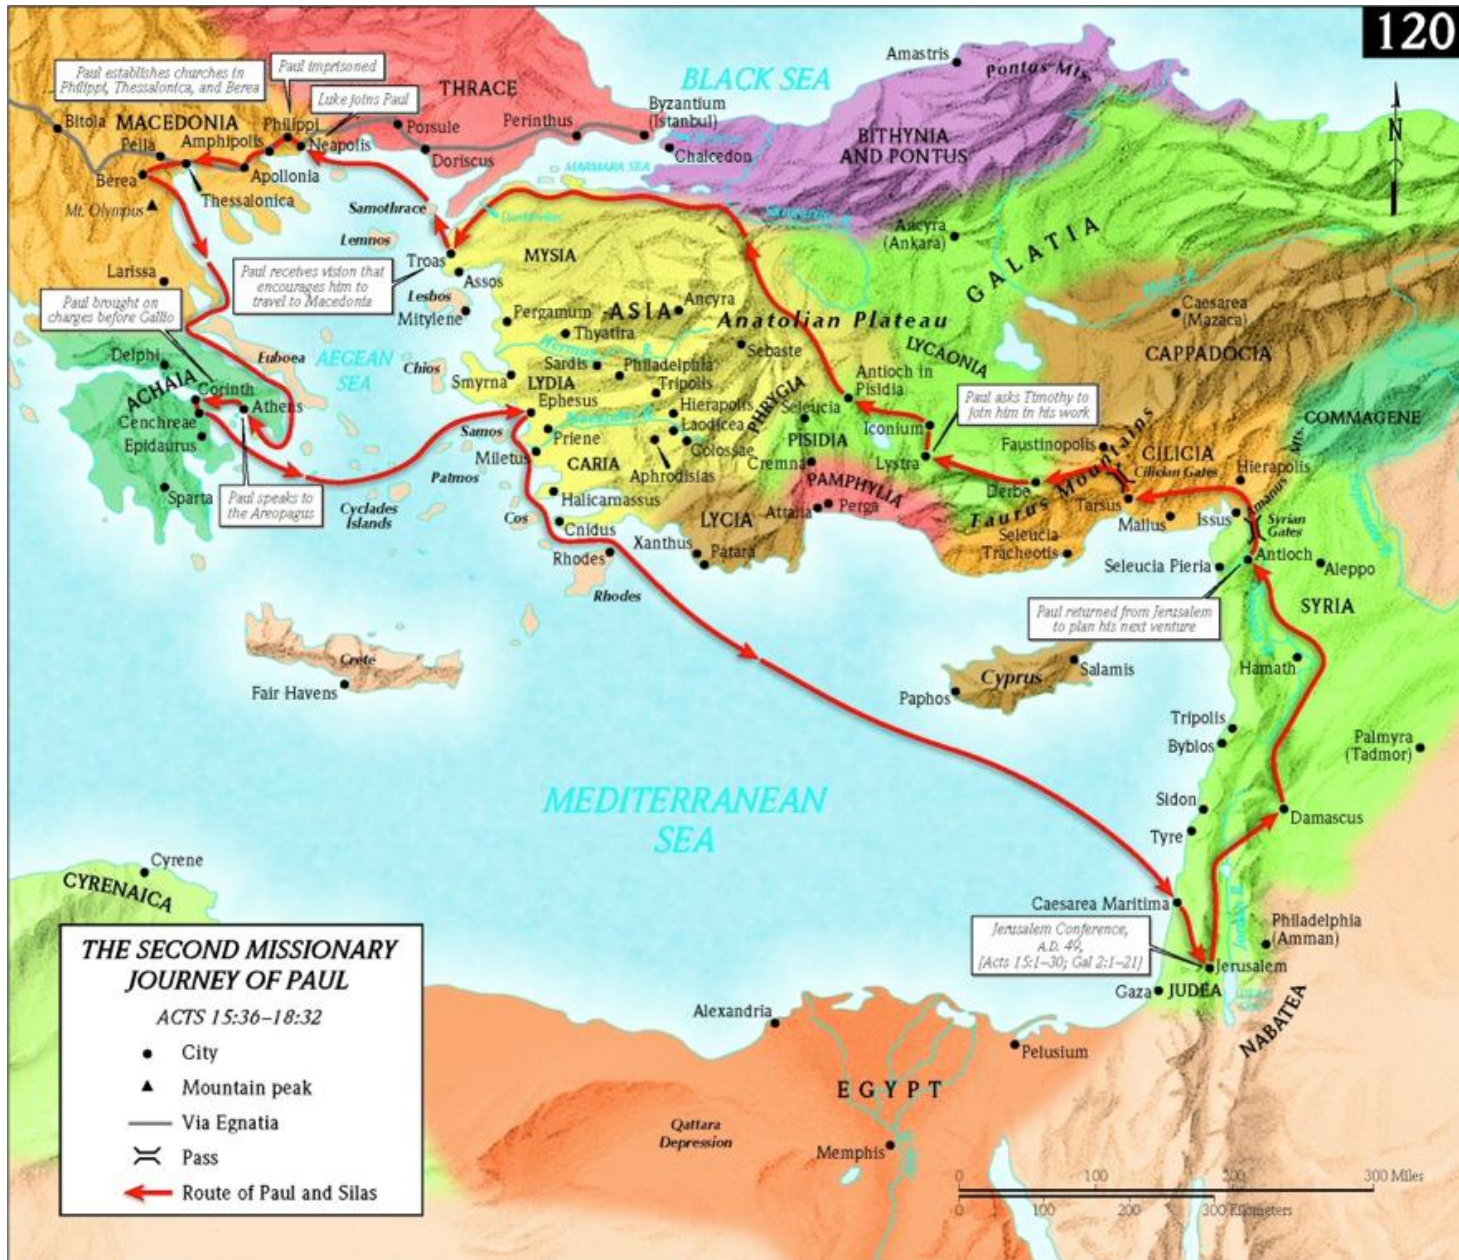 120
Amastris
Pontus Mts.
BLACK SEA
Paul establishes churches in
Philippi, Thessalonica, and Berea
Paul imprisoned
Luke joins Paul
THRACE
Byzantium
(Istanbul)
Perinthus
Bitola
MACEDONIA
Philippi
Porsule
BITHYNIA
AND PONTUS
Pella
Amphipolis
Neapolis
Doriscus
Chalcedon
MARMARA SEA
Berea
Apollonia
Thessalonica
Mt. Olympus
Samothrace
Dardanelles
Ancyra
(Ankara)
GALATIA
Lemnos
MYSIA
Troas
Larissa
Paul receives vision that
encourages him to
travel to Macedonia
Assos
Lesbos
Mitylene
Ancyra
Caesarea
(Mazaca)
Paul brought on
charges before Gallio
Pergamum
ASIA
Anatolian Plateau
Thyatira
LYCAONIA
CAPPADOCIA
Delphi
Euboea
AEGEAN
SEA
Chios
Hermus R.
Sardis
Philadelphia
Sebaste
Smyrna
LYDIA
Tripolis
Antioch in
Pisidia
ACHAIA
Corinth
Athens
Ephesus
Hierapolis
PHRYGIA
Seleucia
Paul asks Timothy to
join him in his work
COMMAGENE
Cenchreae
Epidaurus
Samos
Priene
Laodicea
Colossae
PISIDIA
Iconium
Faustinopolis
CILICIA
Cilician Gates
Hierapolis
Miletus
Patmos
CARIA
Aphrodisias
Cremna
Lystra
Derbe
Taurus Mountains
Amanus Mts.
Sparta
Paul speaks to
the Areopagus
Cyclades
Islands
Halicarnassus
PAMPHYLIA
Perga
Attalia
Tarsus
Mallus
Issus
Syrian
Gates
Cos
Cnidus
LYCIA
Xanthus
Patara
Seleucia
Tracheotis
Antioch
Aleppo
Rhodes
Rhodes
Seleucia Pieria
SYRIA
Paul returned from Jerusalem
to plan his next venture
Crete
Fair Havens
Cyprus
Salamis
Paphos
Hamath
Tripolis
Byblos
Palmyra
(Tadmor)
MEDITERRANEAN
SEA
Sidon
Tyre
Damascus
Cyrene
CYRENAICA
Caesarea Maritima
Jordan R.
Philadelphia
(Amman)
Jerusalem Conference,
A.D. 49,
[Acts 15:1–30; Gal 2:1–21]
Jerusalem
Gaza
JUDEA
NABATEA
Alexandria
Pelusium
EGYPT
Qattara
Depression
Memphis
THE SECOND MISSIONARY
JOURNEY OF PAUL
ACTS 15:36–18:32
City
Mountain peak
Via Egnatia
Pass
Route of Paul and Silas
N
0 100 200 300 Miles
0 100 200 300 Kilometers